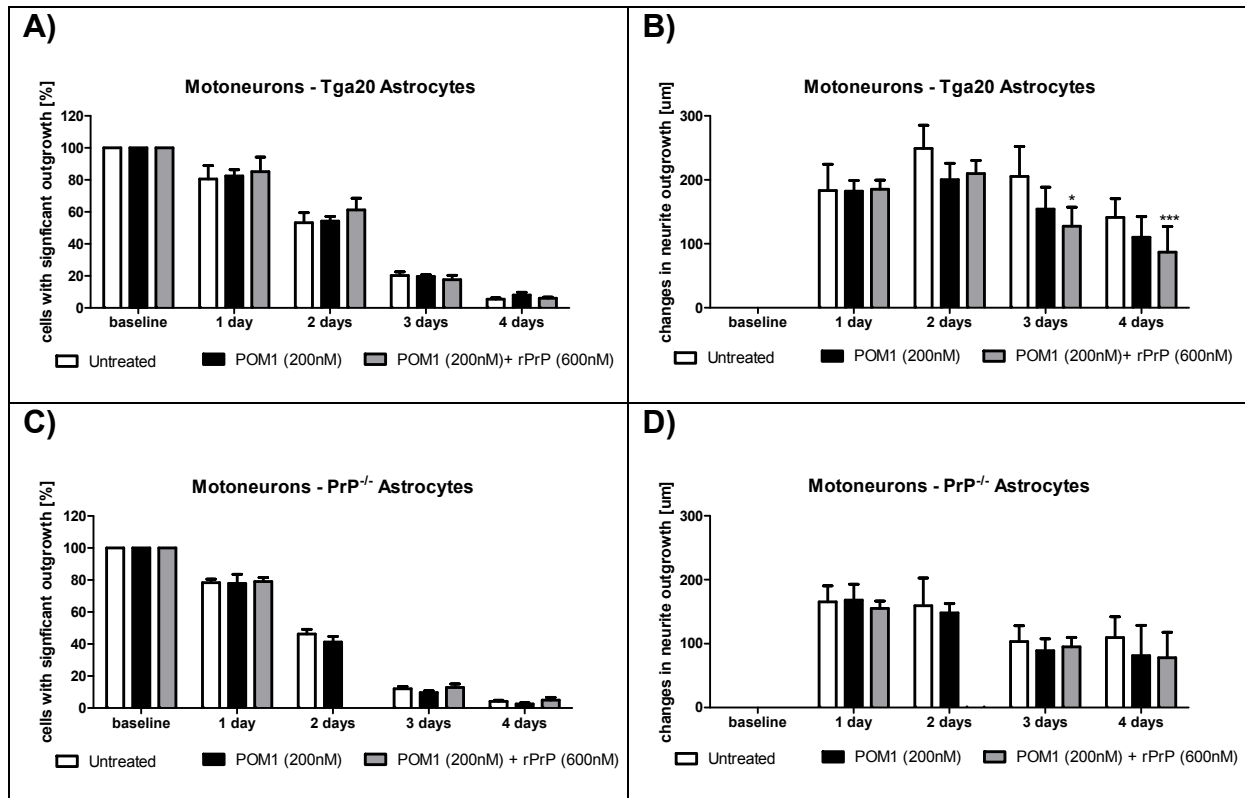 A)
Motoneurons - Tga20 Astrocytes
cells with signficant outgrowth [%]
120
100
80
60
40
20
0
baseline 1 day 2 days 3 days 4 days
Untreated POM1 (200nM) POM1 (200nM)+ rPrP (600nM)
B)
Motoneurons - Tga20 Astrocytes
changes in neurite outgrowth [um]
300
200
100
0
* ***
baseline 1 day 2 days 3 days 4 days
Untreated POM1 (200nM) POM1 (200nM)+ rPrP (600nM)
C)
Motoneurons - PrP-/- Astrocytes
cells with signficant outgrowth [%]
120
100
80
60
40
20
0
baseline 1 day 2 days 3 days 4 days
Untreated POM1 (200nM) POM1 (200nM) + rPrP (600nM)
D)
Motoneurons - PrP-/- Astrocytes
changes in neurite outgrowth [um]
300
200
100
0
baseline 1 day 2 days 3 days 4 days
Untreated POM1 (200nM) POM1 (200nM) + rPrP (600nM)